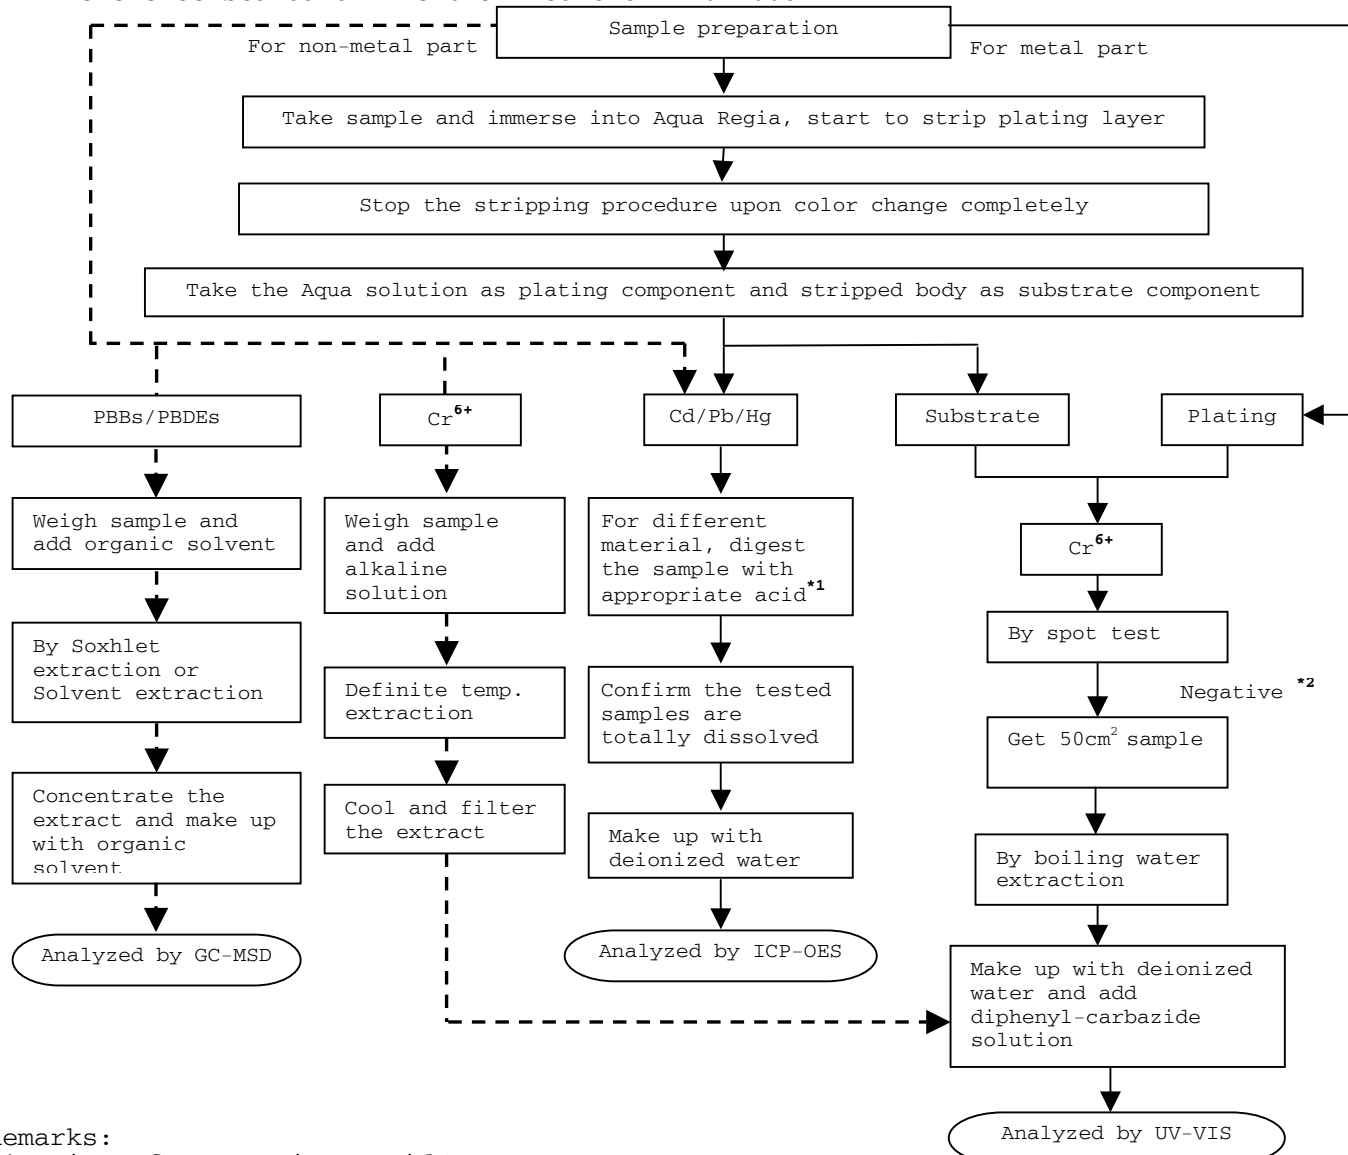 Sample preparation
For non-metal part
For metal part
Take sample and immerse into Aqua Regia, start to strip plating layer
Stop the stripping procedure upon color change completely
Take the Aqua solution as plating component and stripped body as substrate component
PBBs/PBDEs
Cr6+
Cd/Pb/Hg
Substrate
Plating
Weigh sample and
add organic solvent
By Soxhlet
extraction or
Solvent extraction
Concentrate the
extract and make up
with organic
solvent
Analyzed by GC-MSD
Weigh sample
and add
alkaline
solution
Definite temp.
extraction
Cool and filter
the extract
For different
material, digest
the sample with
appropriate acid*1
Confirm the tested
samples are
totally dissolved
Make up with
deionized water
Analyzed by ICP-OES
Cr6+
By spot test
Negative *2
Get 50cm2 sample
By boiling water
extraction
Make up with deionized
water and add
diphenyl-carbazide
solution
Analyzed by UV-VIS
emarks: